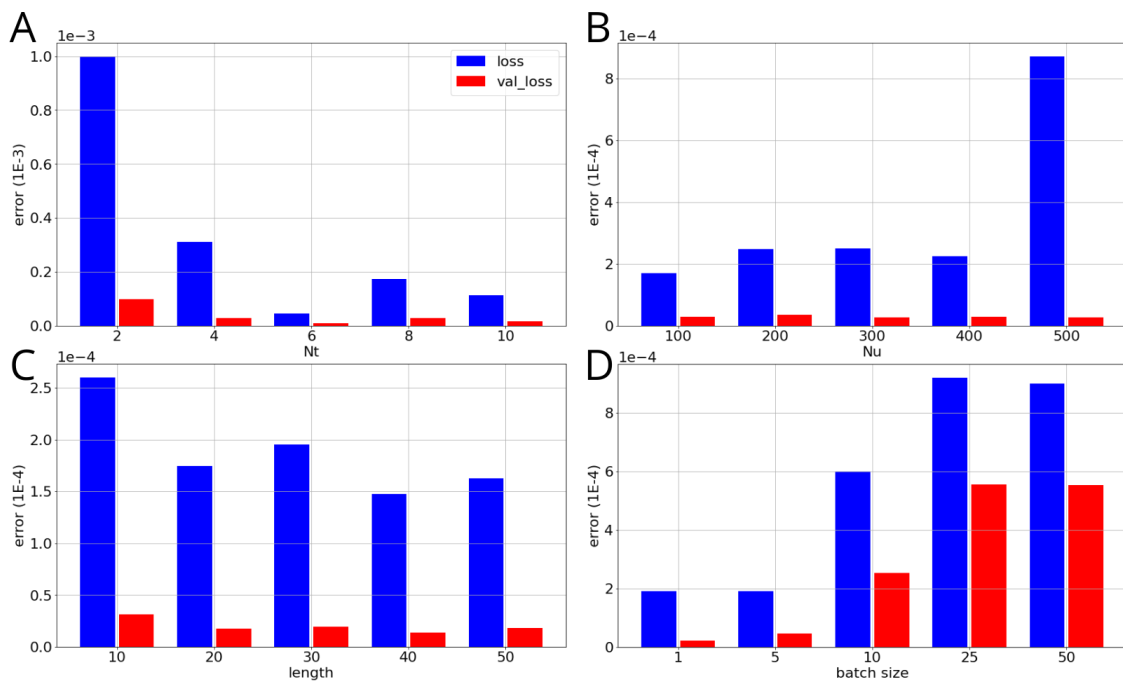 A
1e−3
1.0
0.8
0.6
0.4
0.2
0.0
error (1E-3)
2 4 6 8 10
Nt
loss
val_loss
B
1e−4
8
6
4
2
0
error (1E-4)
100 200 300 400 500
Nu
C
1e−4
2.5
2.0
1.5
1.0
0.5
0.0
error (1E-4)
10 20 30 40 50
length
D
1e−4
8
6
4
2
0
error (1E-4)
1 5 10 25 50
batch size